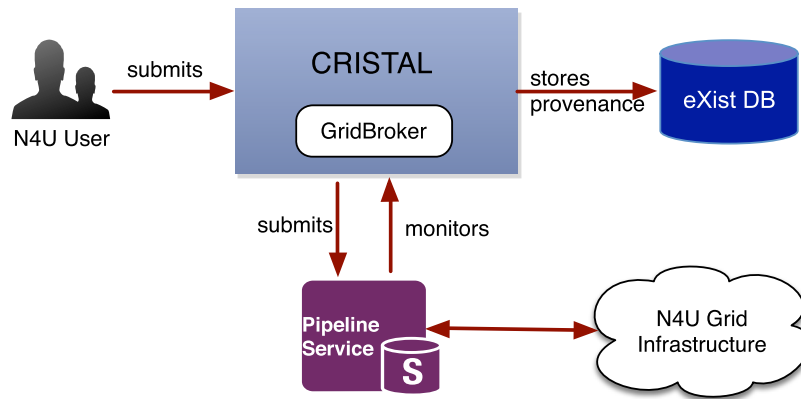 submits
N4U User
CRISTAL
GridBroker
stores
provenance
eXist DB
submits
monitors
Pipeline
Service
S
N4U Grid
Infrastructure